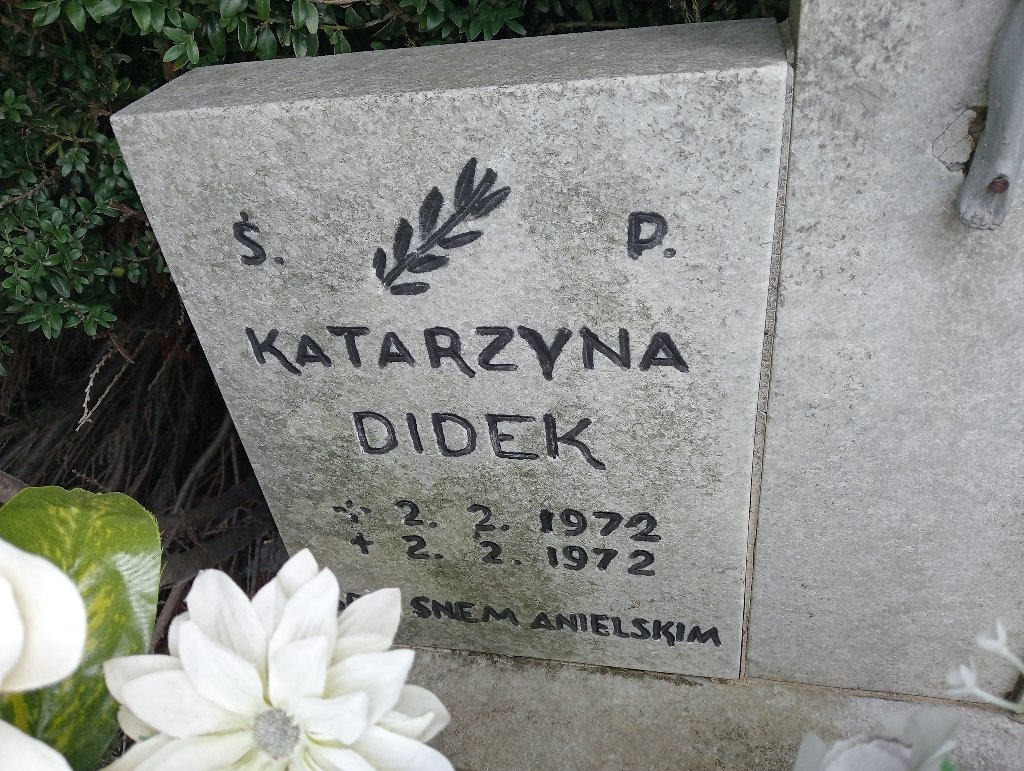 Ś. P.
KATARZYNA
DIDEK
* 2. 2. 1972
+ 2. 2. 1972
SNEM ANIELSKIM